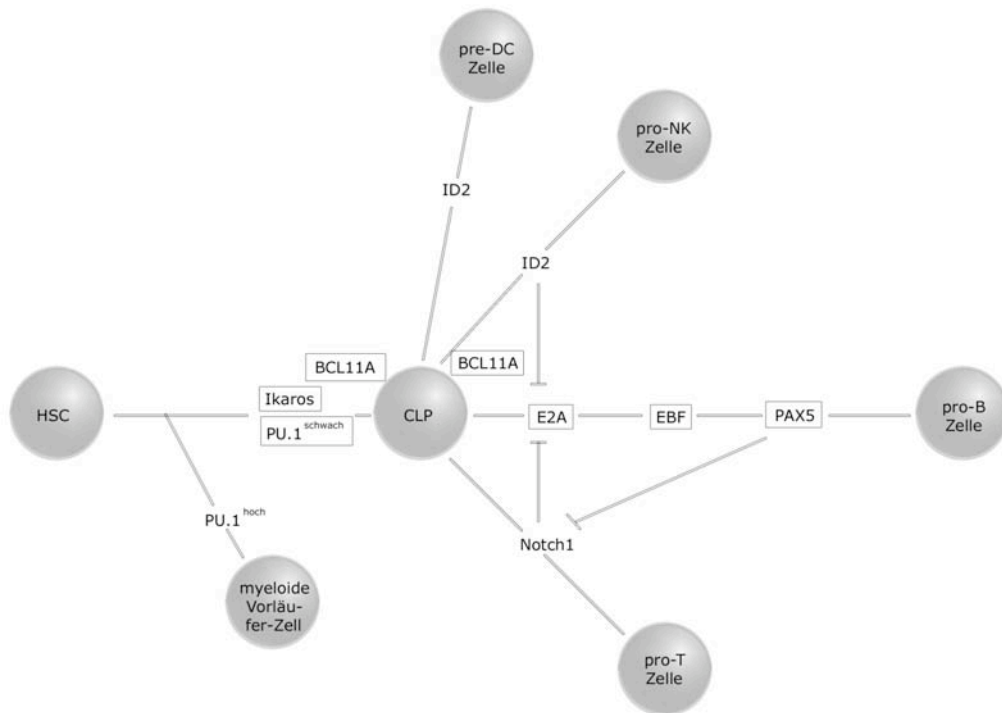 pre-DC
Zelle
pro-NK
Zelle
ID2
ID2
BCL11A
BCL11A
HSC
Ikaros
PU.1 schwach
CLP
E2A
EBF
PAX5
pro-B
Zelle
PU.1 hoch
Notch1
myeloide
Vorläu-
fer-Zell
pro-T
Zelle